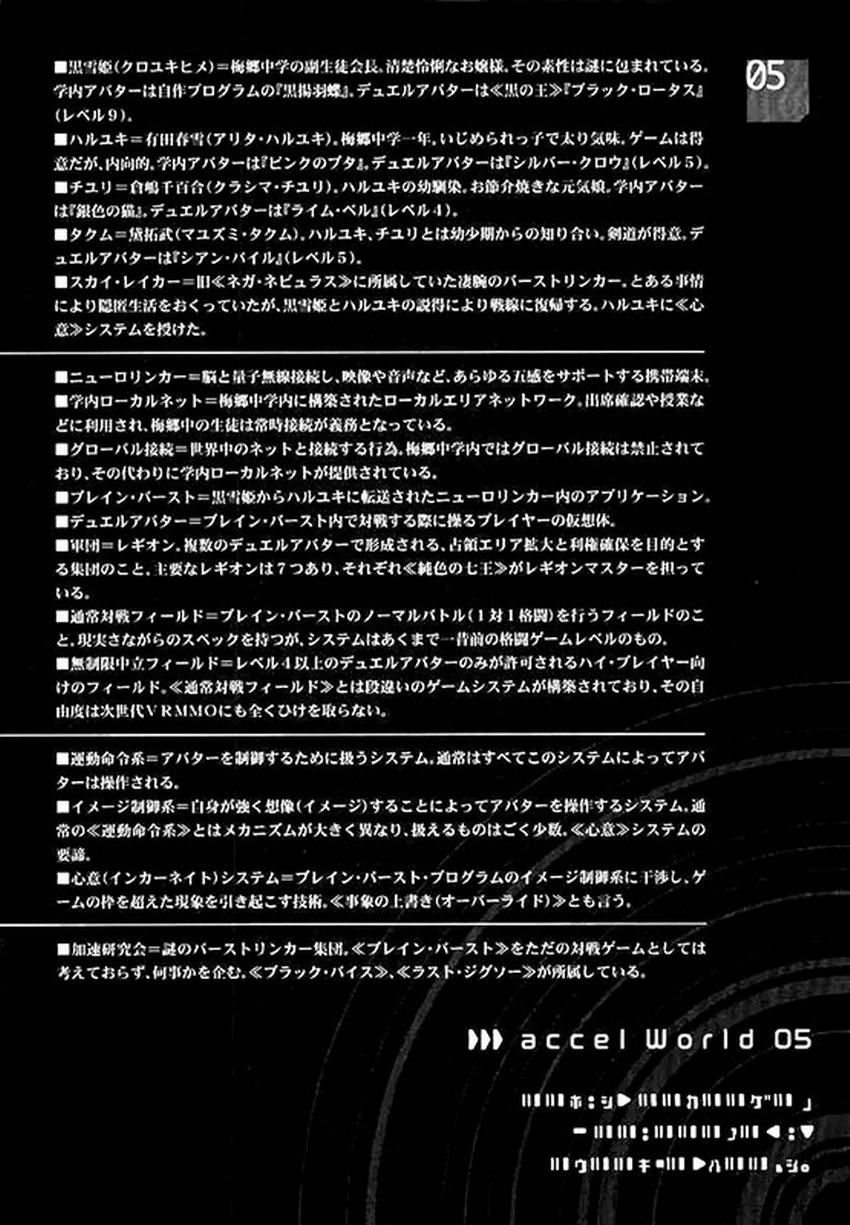 05
■黒雪姫(クロユキヒメ)＝梅郷中学の副生徒会長。清楚怜悧なお嬢様。その素性は謎に包まれている。
学内アバターは自作プログラムの『黒揚羽蝶』。デュエルアバターは≪黒の王≫『ブラック・ロータス』
(レベル9)。
■ハルユキ＝有田春雪(アリタ・ハルユキ)。梅郷中学一年。いじめられっ子で太り気味。ゲームは得
意だが、内向的。学内アバターは『ピンクのブタ』。デュエルアバターは『シルバー・クロウ』(レベル5)。
■チユリ＝倉嶋千百合(クラシマ・チユリ)。ハルユキの幼馴染。お節介焼きな元気娘。学内アバター
は『銀色の猫』。デュエルアバターは『ライム・ベル』(レベル4)。
■タクム＝黛拓武(マユズミ・タクム)。ハルユキ、チユリとは幼少期からの知り合い。剣道が得意。デ
ュエルアバターは『シアン・パイル』(レベル5)。
■スカイ・レイカー＝旧≪ネガ・ネビュラス≫に所属していた凄腕のバーストリンカー。とある事情
により隠匿生活をおくっていたが、黒雪姫とハルユキの説得により戦線に復帰する。ハルユキに≪心
意≫システムを授けた。
■ニューロリンカー＝脳と量子無線接続し、映像や音声など、あらゆる五感をサポートする携帯端末。
■学内ローカルネット＝梅郷中学内に構築されたローカルエリアネットワーク。出席確認や授業な
どに利用され、梅郷中の生徒は常時接続が義務となっている。
■グローバル接続＝世界中のネットと接続する行為。梅郷中学内ではグローバル接続は禁止されて
おり、その代わりに学内ローカルネットが提供されている。
■ブレイン・バースト＝黒雪姫からハルユキに転送されたニューロリンカー内のアプリケーション。
■デュエルアバター＝ブレイン・バースト内で対戦する際に操るプレイヤーの仮想体。
■軍団＝レギオン。複数のデュエルアバターで形成される、占領エリア拡大と利権確保を目的とす
る集団のこと。主要なレギオンは7つあり、それぞれ≪純色の七王≫がレギオンマスターを担って
いる。
■通常対戦フィールド＝ブレイン・バーストのノーマルバトル(1対1格闘)を行うフィールドのこ
と。現実さながらのスペックを持つが、システムはあくまで一昔前の格闘ゲームレベルのもの。
■無制限中立フィールド＝レベル4以上のデュエルアバターのみが許可されるハイ・プレイヤー向
けのフィールド。≪通常対戦フィールド≫とは段違いのゲームシステムが構築されており、その自
由度は次世代VRMMOにも全くひけを取らない。
■運動命令系＝アバターを制御するために扱うシステム。通常はすべてこのシステムによってアバ
ターは操作される。
■イメージ制御系＝自身が強く想像(イメージ)することによってアバターを操作するシステム。通
常の≪運動命令系≫とはメカニズムが大きく異なり、扱えるものはごく少数。≪心意≫システムの
要諦。
■心意(インカーネイト)システム＝ブレイン・バースト・プログラムのイメージ制御系に干渉し、ゲ
ームの枠を超えた現象を引き起こす技術。≪事象の上書き(オーバーライド)≫とも言う。
■加速研究会＝謎のバーストリンカー集団。≪ブレイン・バースト≫をただの対戦ゲームとしては
考えておらず、何事かを企む。≪ブラック・バイス≫、≪ラスト・ジグソー≫が所属している。
accel World 05